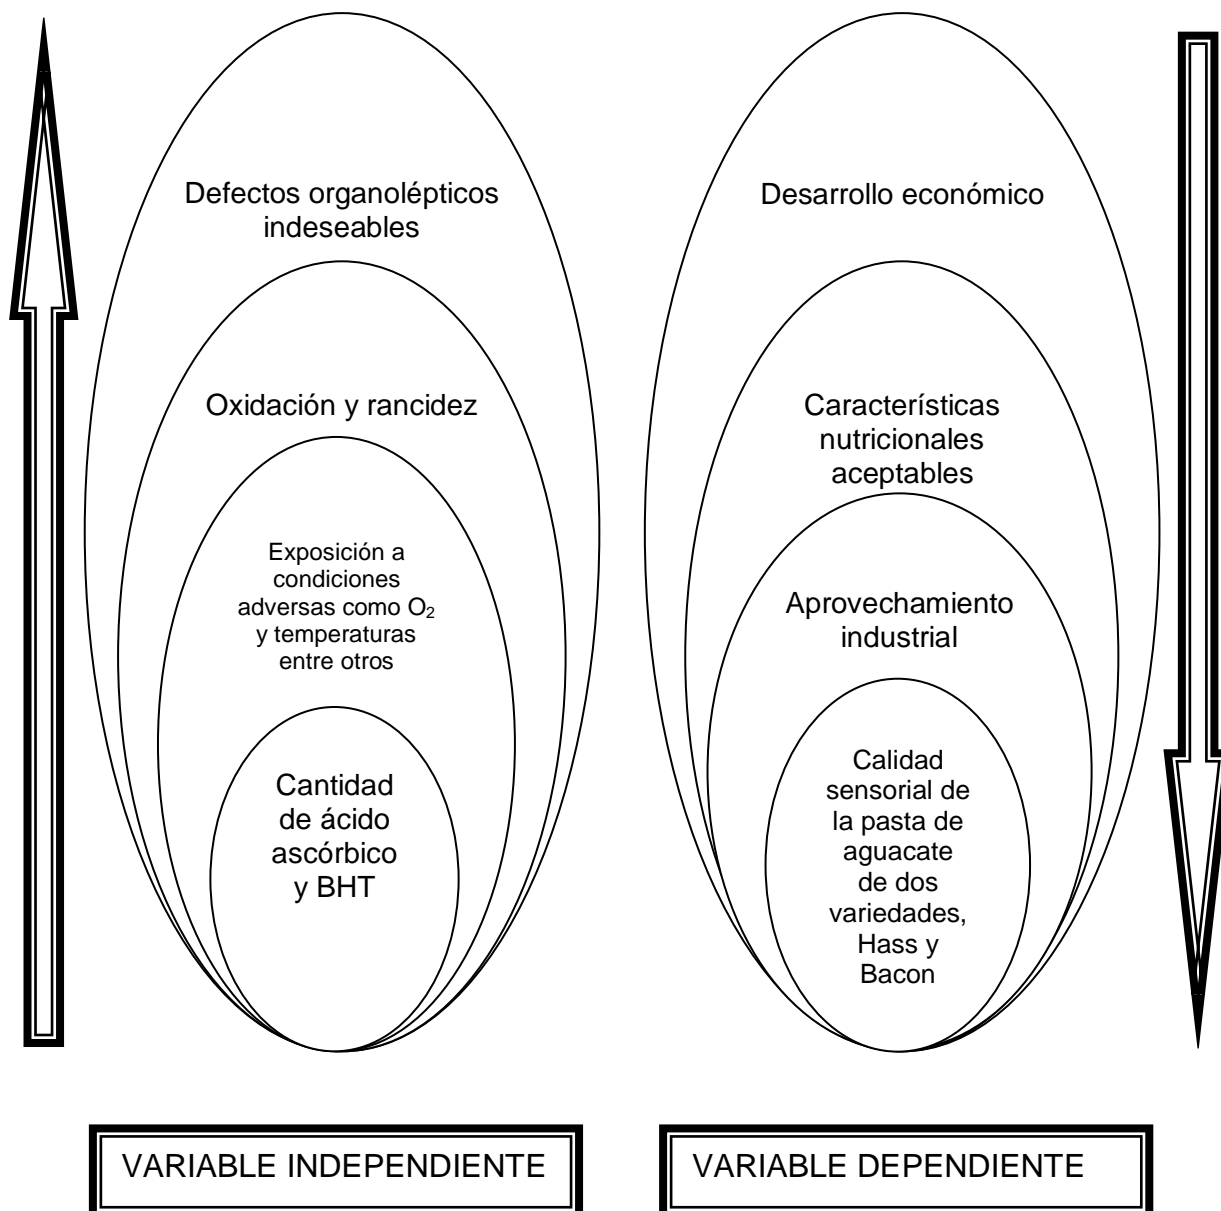 Defectos organolépticos
indeseables
Oxidación y rancidez
Exposición a
condiciones
adversas como O₂
y temperaturas
entre otros
Cantidad
de ácido
ascórbico
y BHT
Desarrollo económico
Características
nutricionales
aceptables
Aprovechamiento
industrial
Calidad
sensorial de
la pasta de
aguacate
de dos
variedades,
Hass y
Bacon
VARIABLE INDEPENDIENTE
VARIABLE DEPENDIENTE